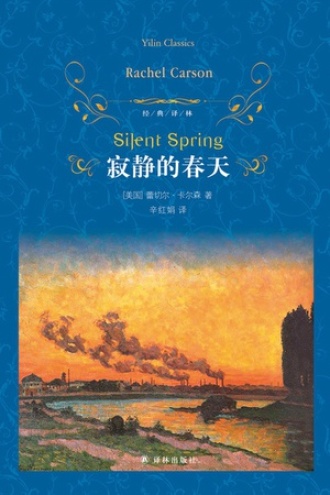 Yilin Classics
Rachel Carson
经典译林
Silent Spring
寂静的春天
[美国] 蕾切尔·卡尔森 著
辛红娟 译
译林出版社